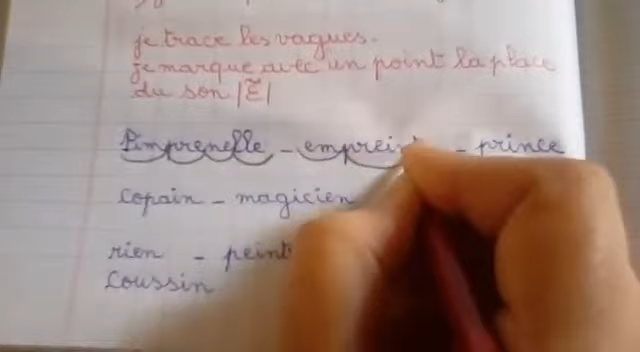 je trace les vagues.
je marque avec un point la place
du son |Ẽ|
Pimprenelle - empreint - prince
copain - magicien
rien - peint
coussin